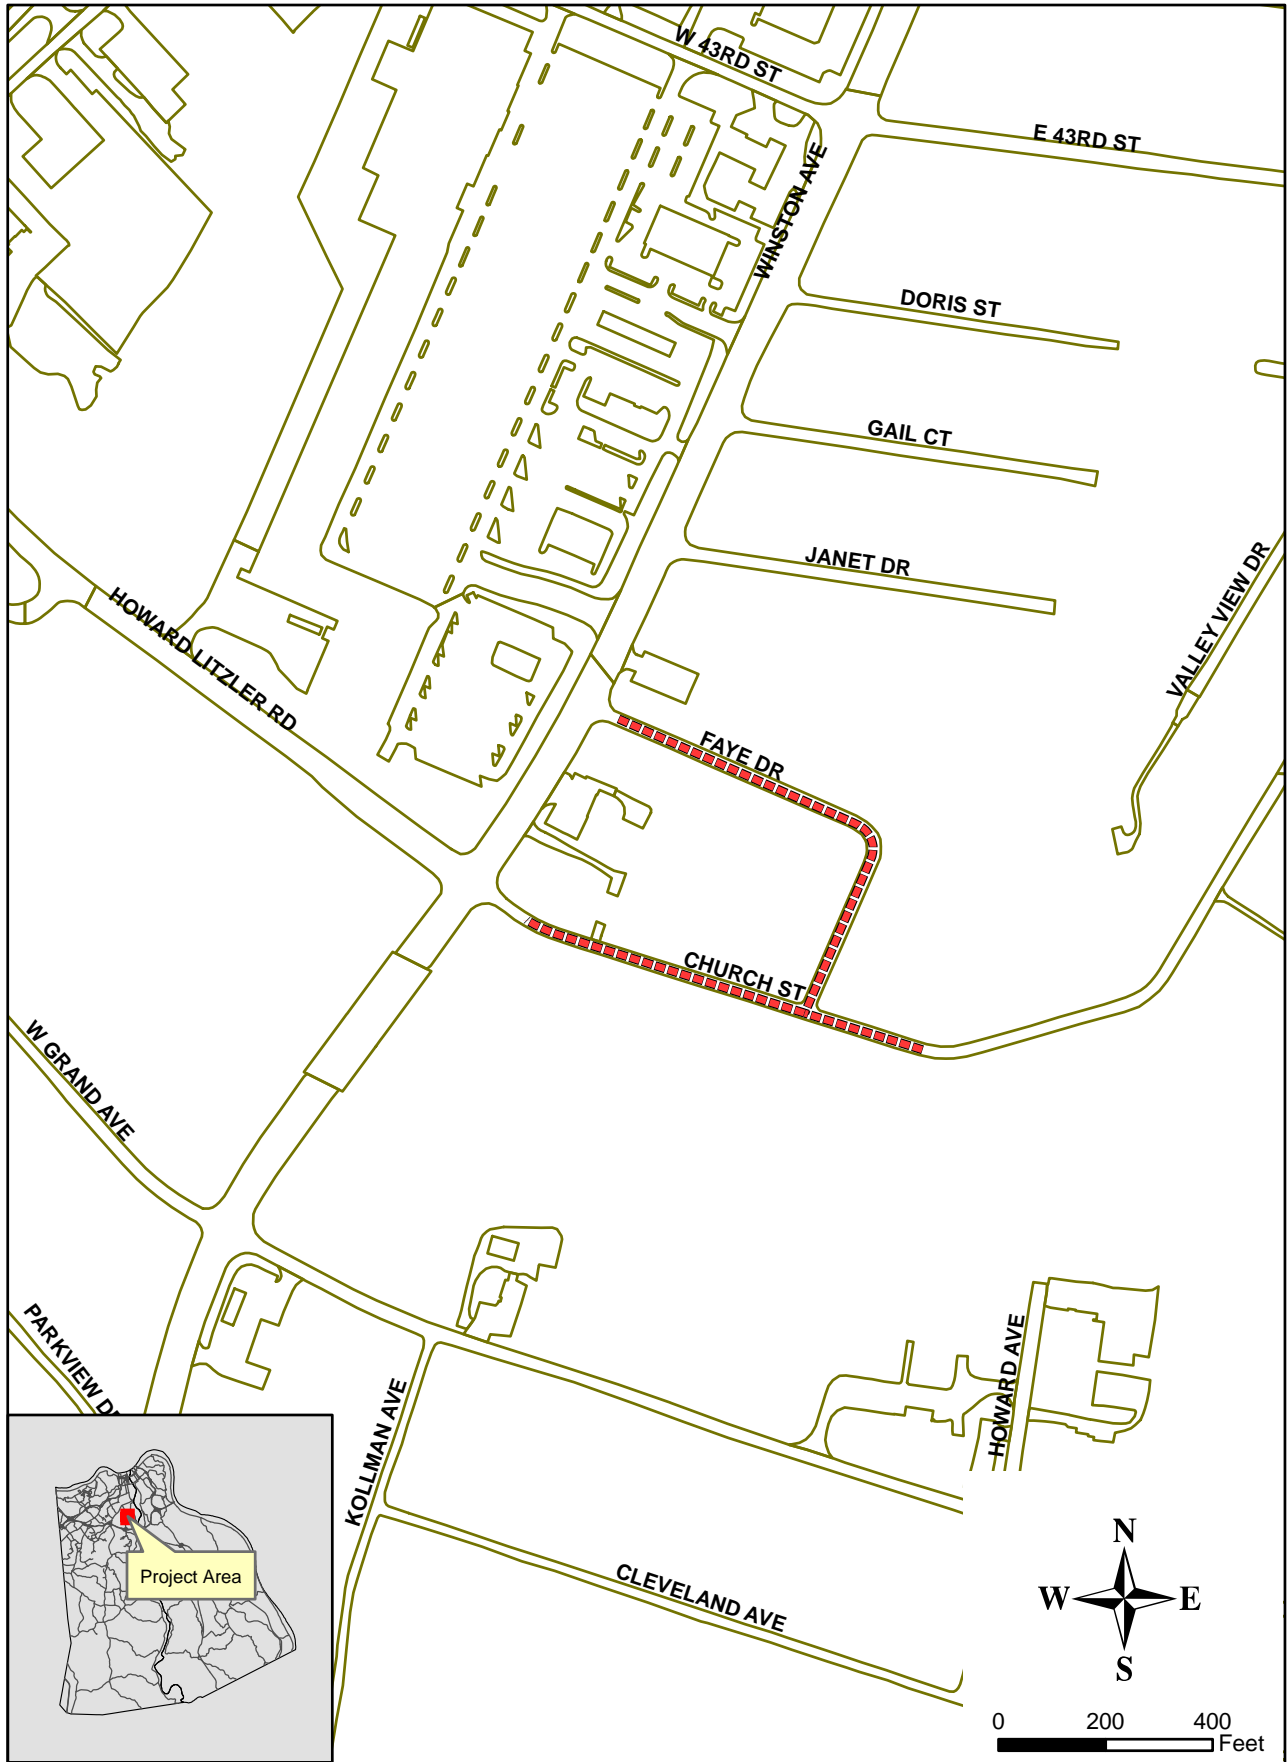 W 43RD ST
E 43RD ST
WINSTON AVE
DORIS ST
GAIL CT
JANET DR
VALLEY VIEW DR
HOWARD LITZLER RD
FAYE DR
CHURCH ST
W GRAND AVE
PARKVIEW
HOWARD AVE
KOLLMAN AVE
CLEVELAND AVE
Project Area
N
W E
S
0 200 400
Feet